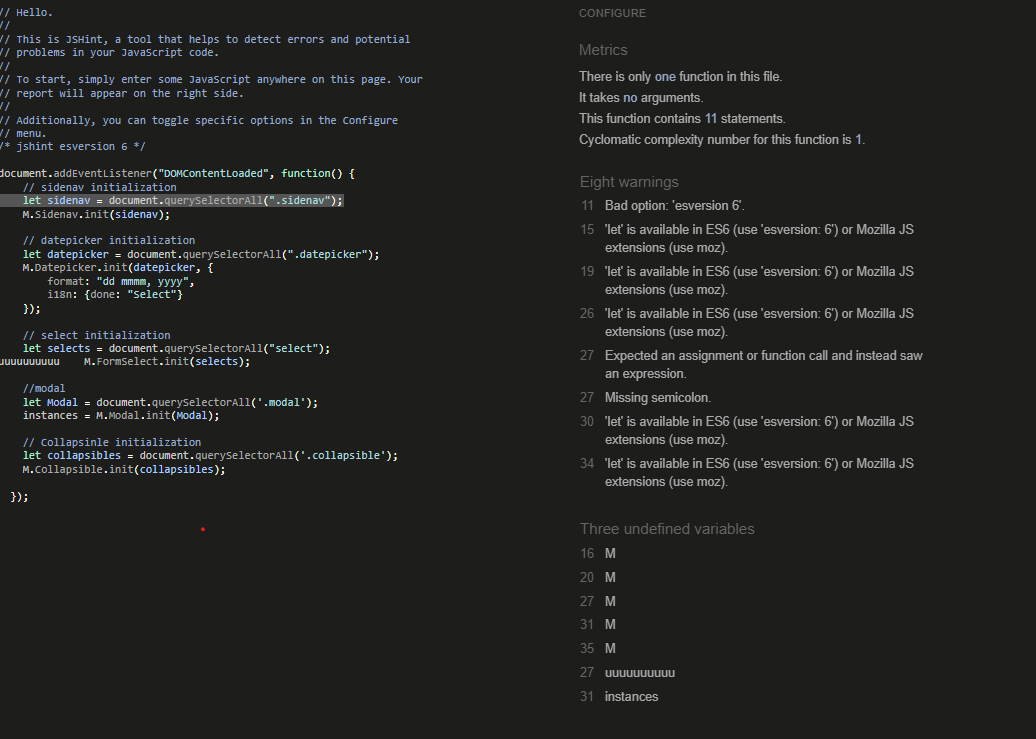 // Hello.
//
// This is JSHint, a tool that helps to detect errors and potential
// problems in your JavaScript code.
//
// To start, simply enter some JavaScript anywhere on this page. Your
// report will appear on the right side.
//
// Additionally, you can toggle specific options in the Configure
// menu.
/* jshint esversion 6 */

document.addEventListener("DOMContentLoaded", function() {
    // sidenav initialization
    let sidenav = document.querySelectorAll(".sidenav");
    M.Sidenav.init(sidenav);

    // datepicker initialization
    let datepicker = document.querySelectorAll(".datepicker");
    M.Datepicker.init(datepicker, {
        format: "dd mmmm, yyyy",
        i18n: {done: "Select"}
    });

    // select initialization
    let selects = document.querySelectorAll("select");
uuuuuuuuuu    M.FormSelect.init(selects);

    //modal
    let Modal = document.querySelectorAll('.modal');
    instances = M.Modal.init(Modal);

    // Collapsinle initialization
    let collapsibles = document.querySelectorAll('.collapsible');
    M.Collapsible.init(collapsibles);

  });
CONFIGURE
Metrics
There is only one function in this file.
It takes no arguments.
This function contains 11 statements.
Cyclomatic complexity number for this function is 1.
Eight warnings
11 Bad option: 'esversion 6'.
15 'let' is available in ES6 (use 'esversion: 6') or Mozilla JS
extensions (use moz).
19 'let' is available in ES6 (use 'esversion: 6') or Mozilla JS
extensions (use moz).
26 'let' is available in ES6 (use 'esversion: 6') or Mozilla JS
extensions (use moz).
27 Expected an assignment or function call and instead saw
an expression.
27 Missing semicolon.
30 'let' is available in ES6 (use 'esversion: 6') or Mozilla JS
extensions (use moz).
34 'let' is available in ES6 (use 'esversion: 6') or Mozilla JS
extensions (use moz).
Three undefined variables
16 M
20 M
27 M
31 M
35 M
27 uuuuuuuuuu
31 instances